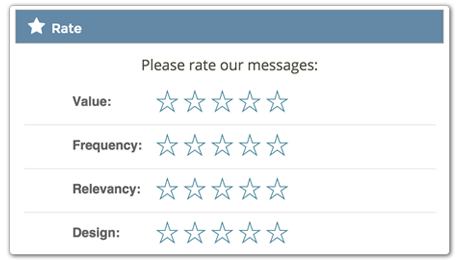 Rate
Please rate our messages:
Value:
Frequency:
Relevancy:
Design: